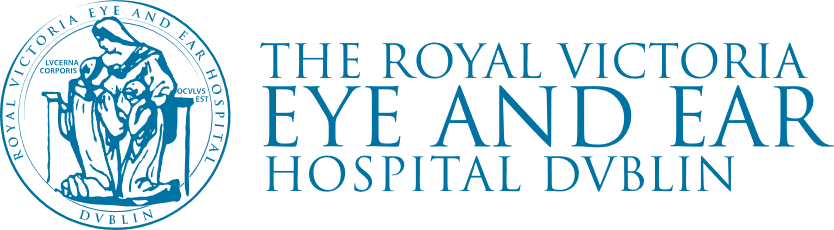 ROYAL VICTORIA EYE AND EAR HOSPITAL
LVCERNA
CORPORIS
OCVLVS
EST
DVBLIN
THE ROYAL VICTORIA
EYE AND EAR
HOSPITAL DVBLIN